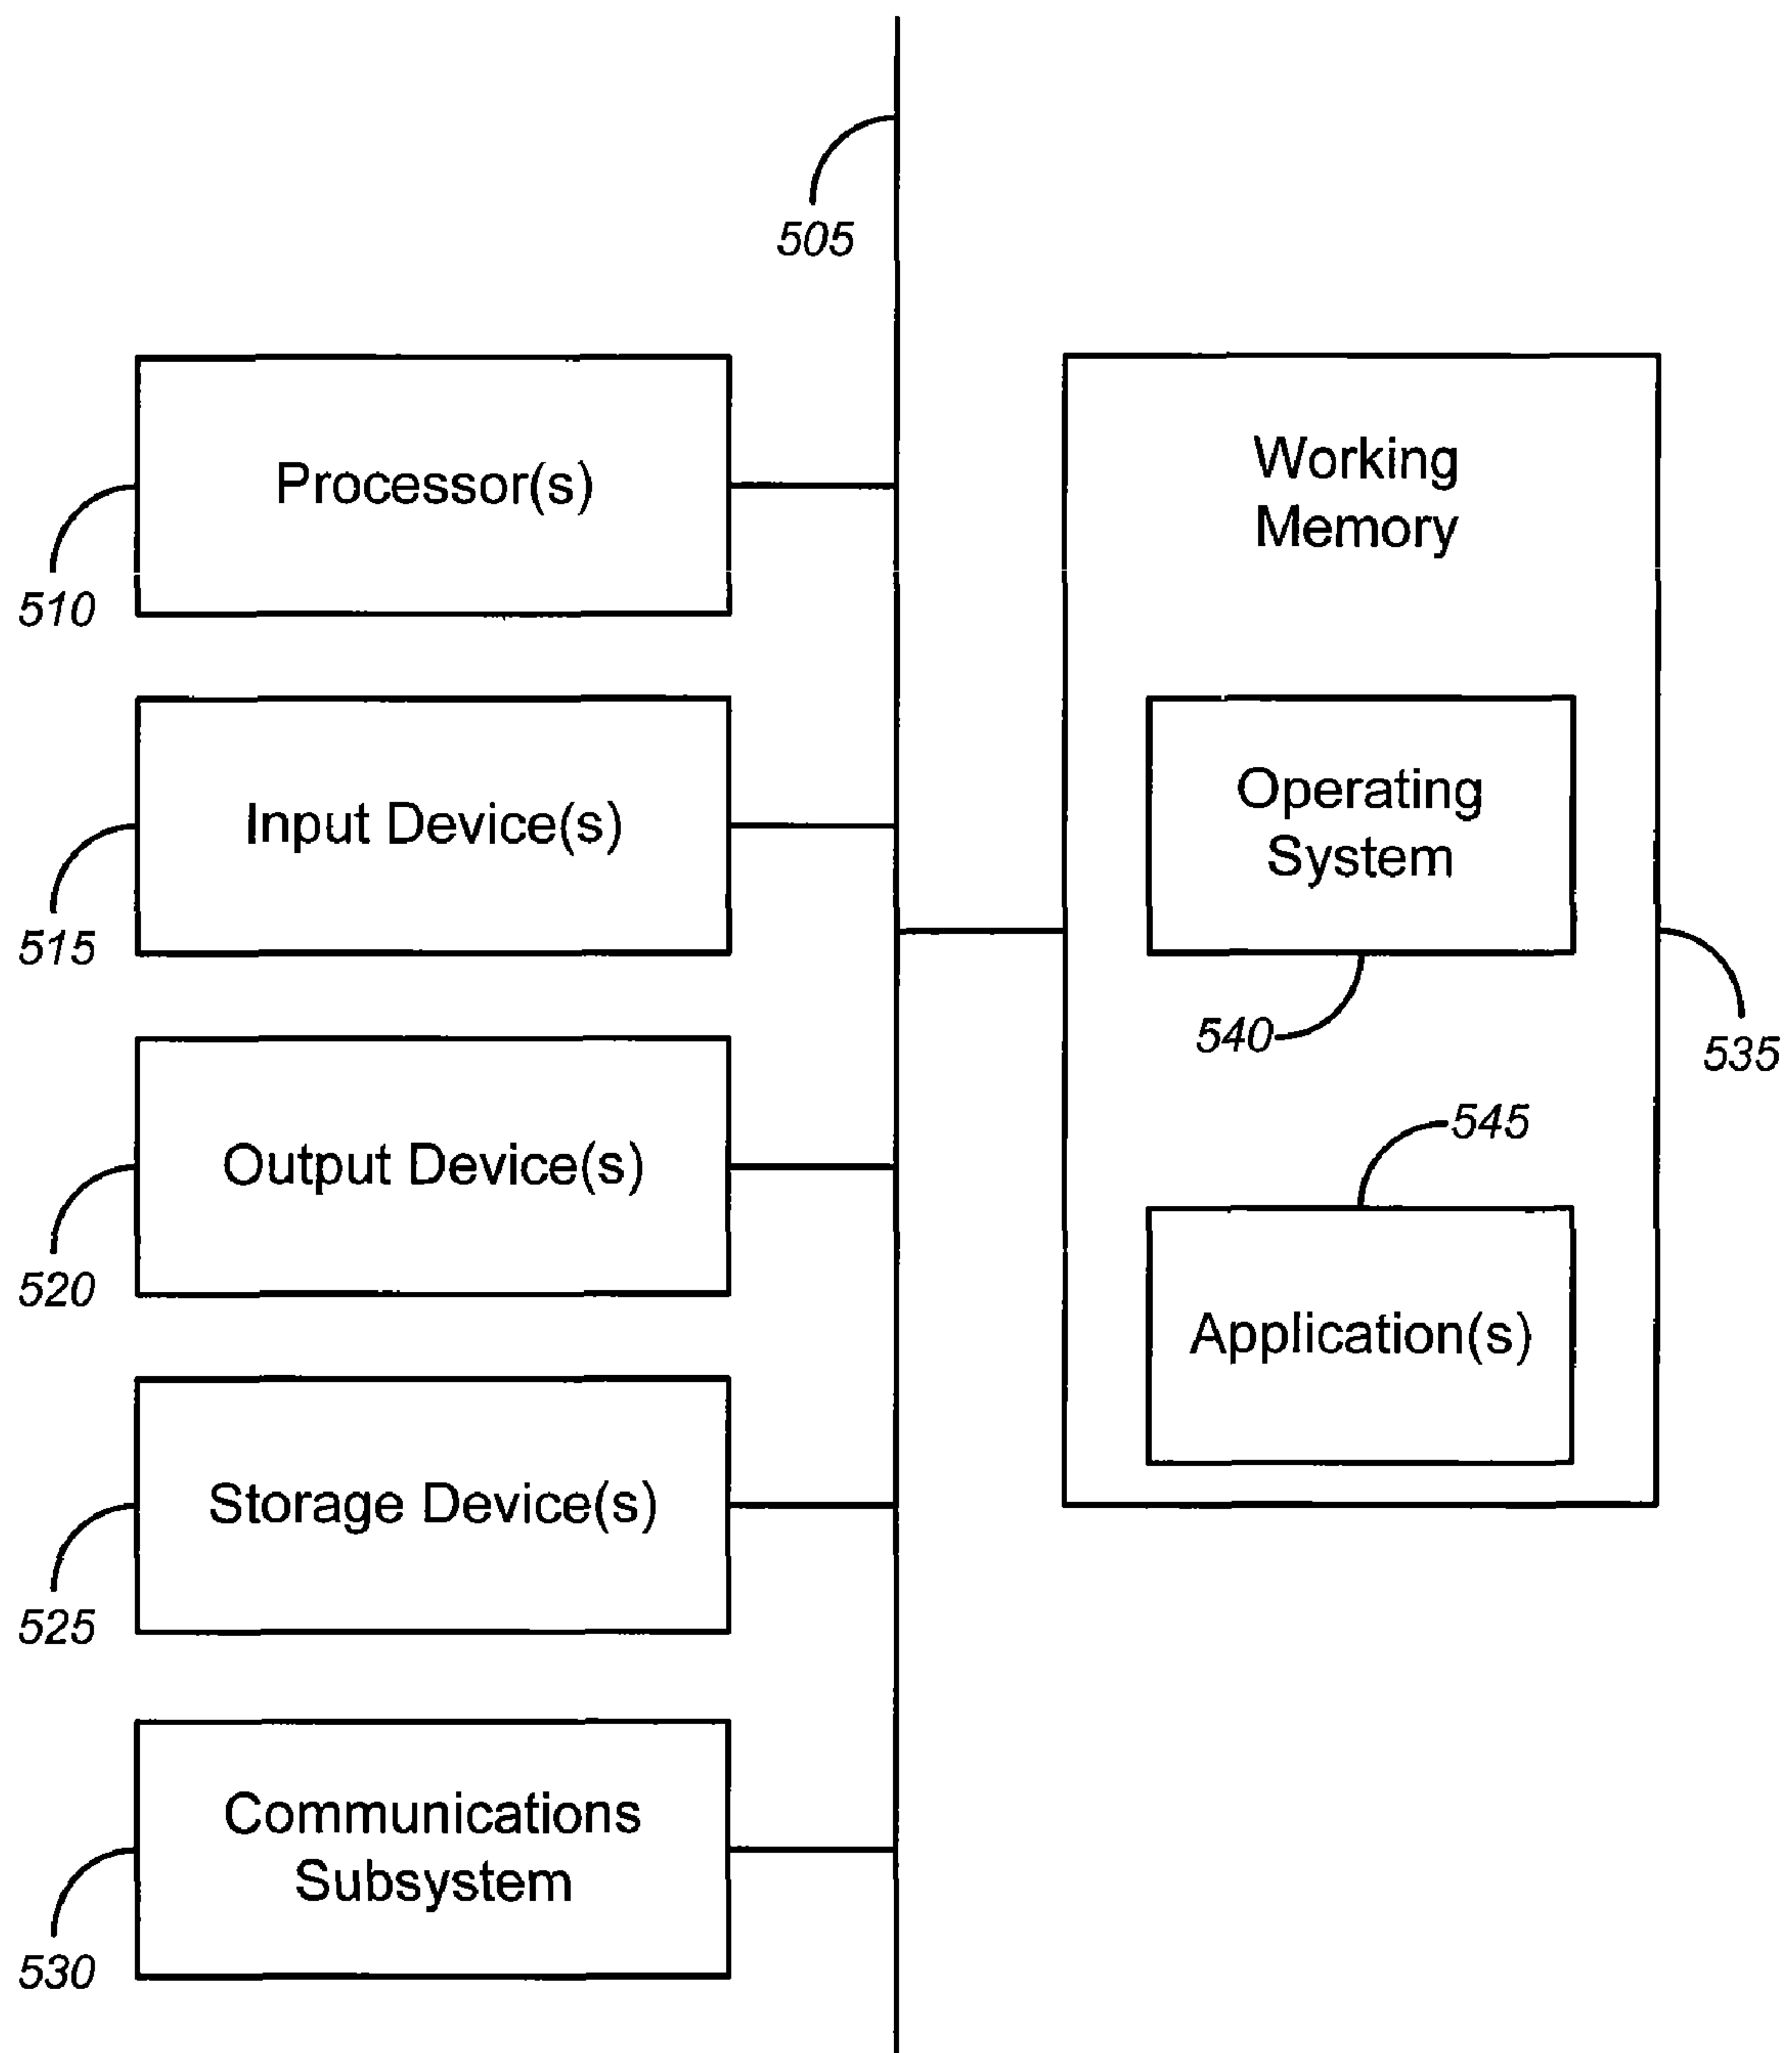 505
Processor(s)
510
Input Device(s)
515
Output Device(s)
520
Storage Device(s)
525
Communications
Subsystem
530
Working
Memory
Operating
System
540
535
545
Application(s)